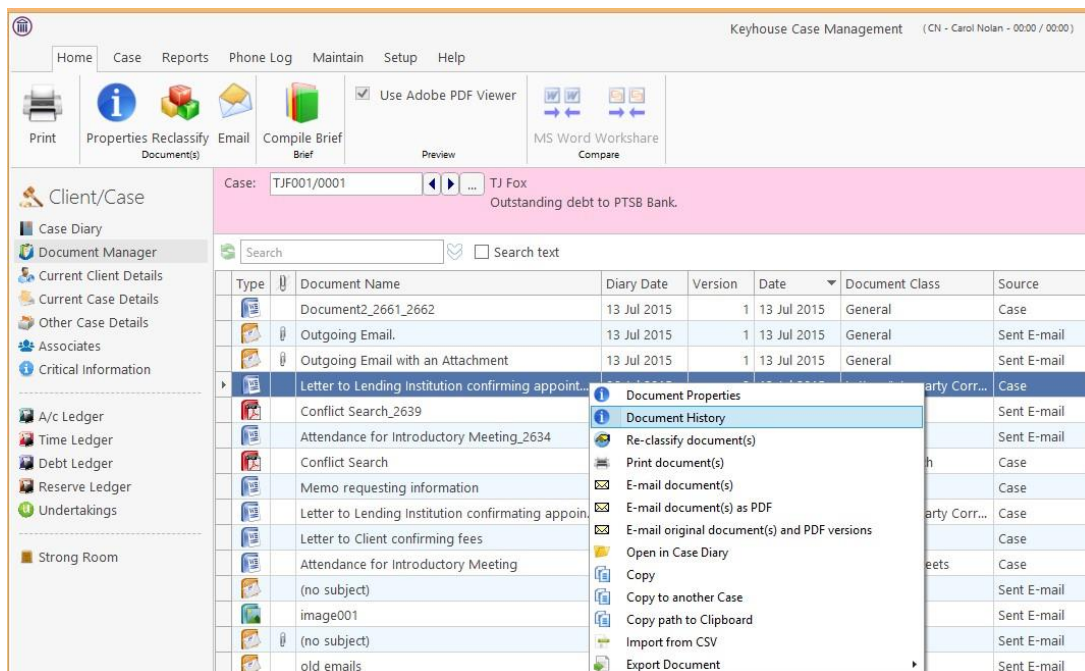 Keyhouse Case Management (CN - Carol Nolan - 00:00 / 00:00)
Home Case Reports Phone Log Maintain Setup Help
Use Adobe PDF Viewer
Print Properties Reclassify Email Compile Brief MS Word Workshare
Document(s) Brief Preview Compare
Client/Case
Case Diary
Document Manager
Current Client Details
Current Case Details
Other Case Details
Associates
Critical Information
A/c Ledger
Time Ledger
Debt Ledger
Reserve Ledger
Undertakings
Strong Room
Case: TJF001/0001 ... TJ Fox
Outstanding debt to PTSB Bank.
Search Search text
Type Document Name Diary Date Version Date Document Class Source
Document2_2661_2662 13 Jul 2015 1 13 Jul 2015 General Case
Outgoing Email. 13 Jul 2015 1 13 Jul 2015 General Sent E-mail
Outgoing Email with an Attachment 13 Jul 2015 1 13 Jul 2015 General Sent E-mail
Letter to Lending Institution confirming appoint... arty Corr... Case
Conflict Search_2639 Sent E-mail
Attendance for Introductory Meeting_2634 Sent E-mail
Conflict Search h Case
Memo requesting information Case
Letter to Lending Institution confirmating appoin. arty Corr... Case
Letter to Client confirming fees Case
Attendance for Introductory Meeting eets Case
(no subject) Sent E-mail
image001 Sent E-mail
(no subject) Sent E-mail
old emails Sent E-mail
Document Properties
Document History
Re-classify document(s)
Print document(s)
E-mail document(s)
E-mail document(s) as PDF
E-mail original document(s) and PDF versions
Open in Case Diary
Copy
Copy to another Case
Copy path to Clipboard
Import from CSV
Export Document